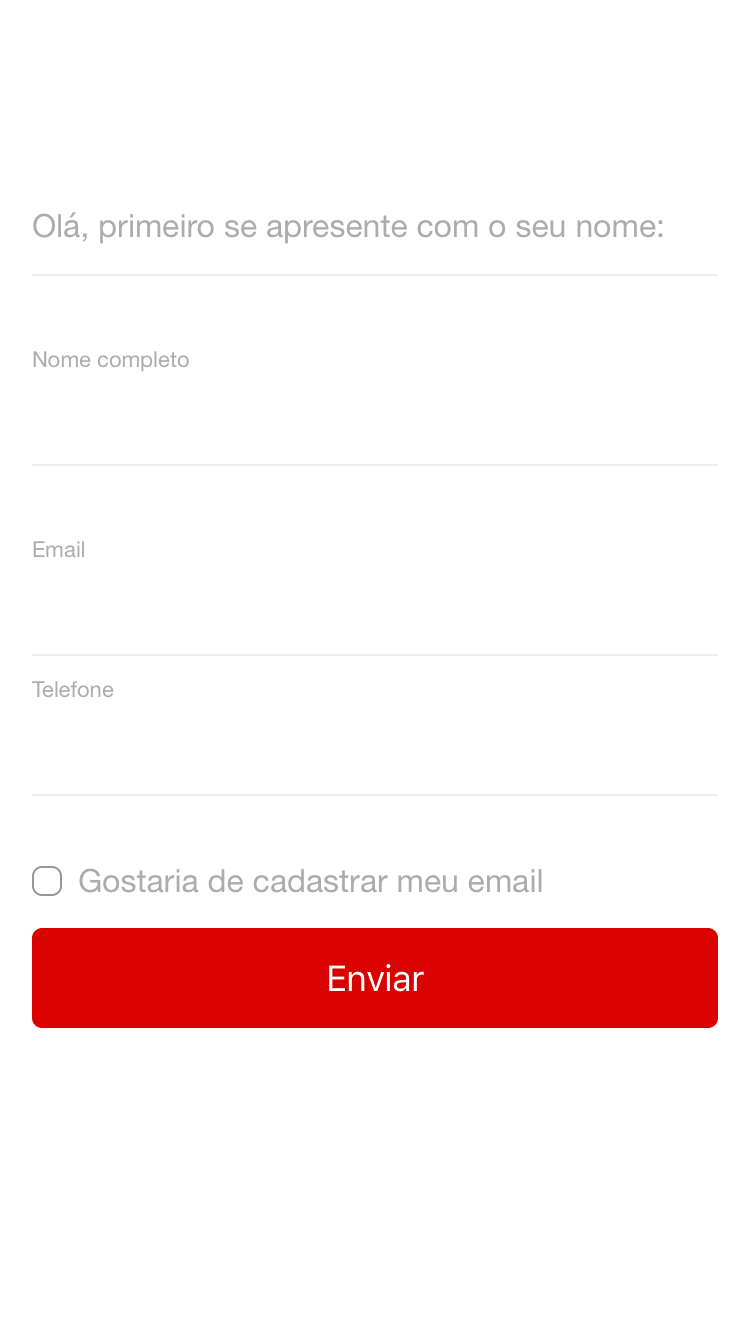 Olá, primeiro se apresente com o seu nome:
Nome completo
Email
Telefone
Gostaria de cadastrar meu email
Enviar